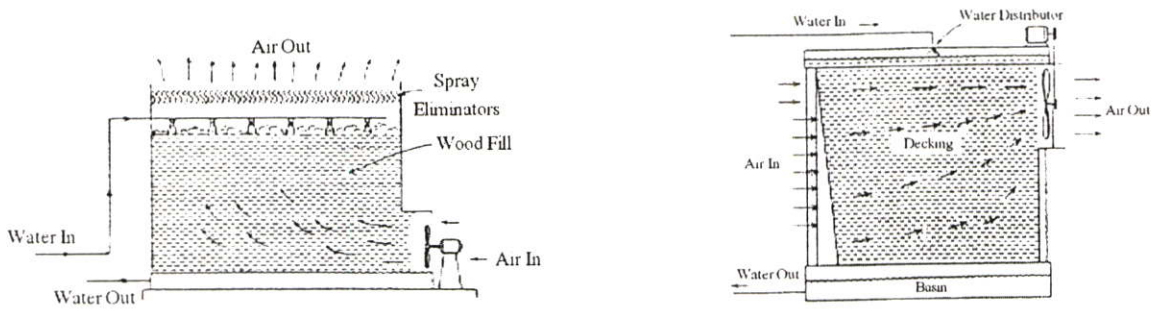 Air Out
Spray
Eliminators
Wood Fill
Water In
Air In
Water Out
Water In
Water Distributor
Air Out
Decking
Air In
Water Out
Basin